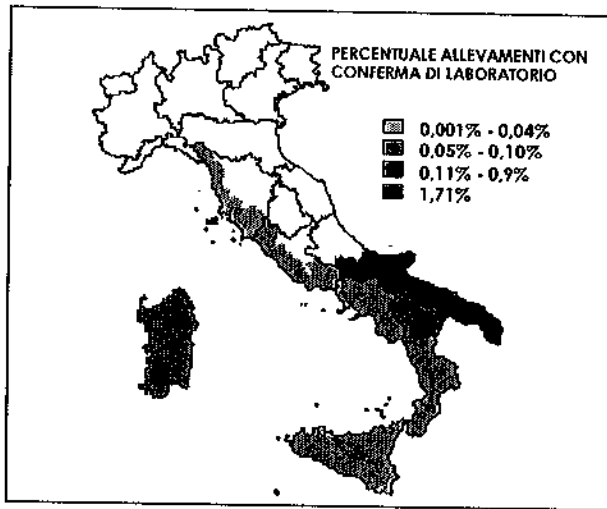 PERCENTUALE ALLEVAMENTI CON
CONFERMA DI LABORATORIO
0,001% - 0,04%
0,05% - 0,10%
0,11% - 0,9%
1,71%